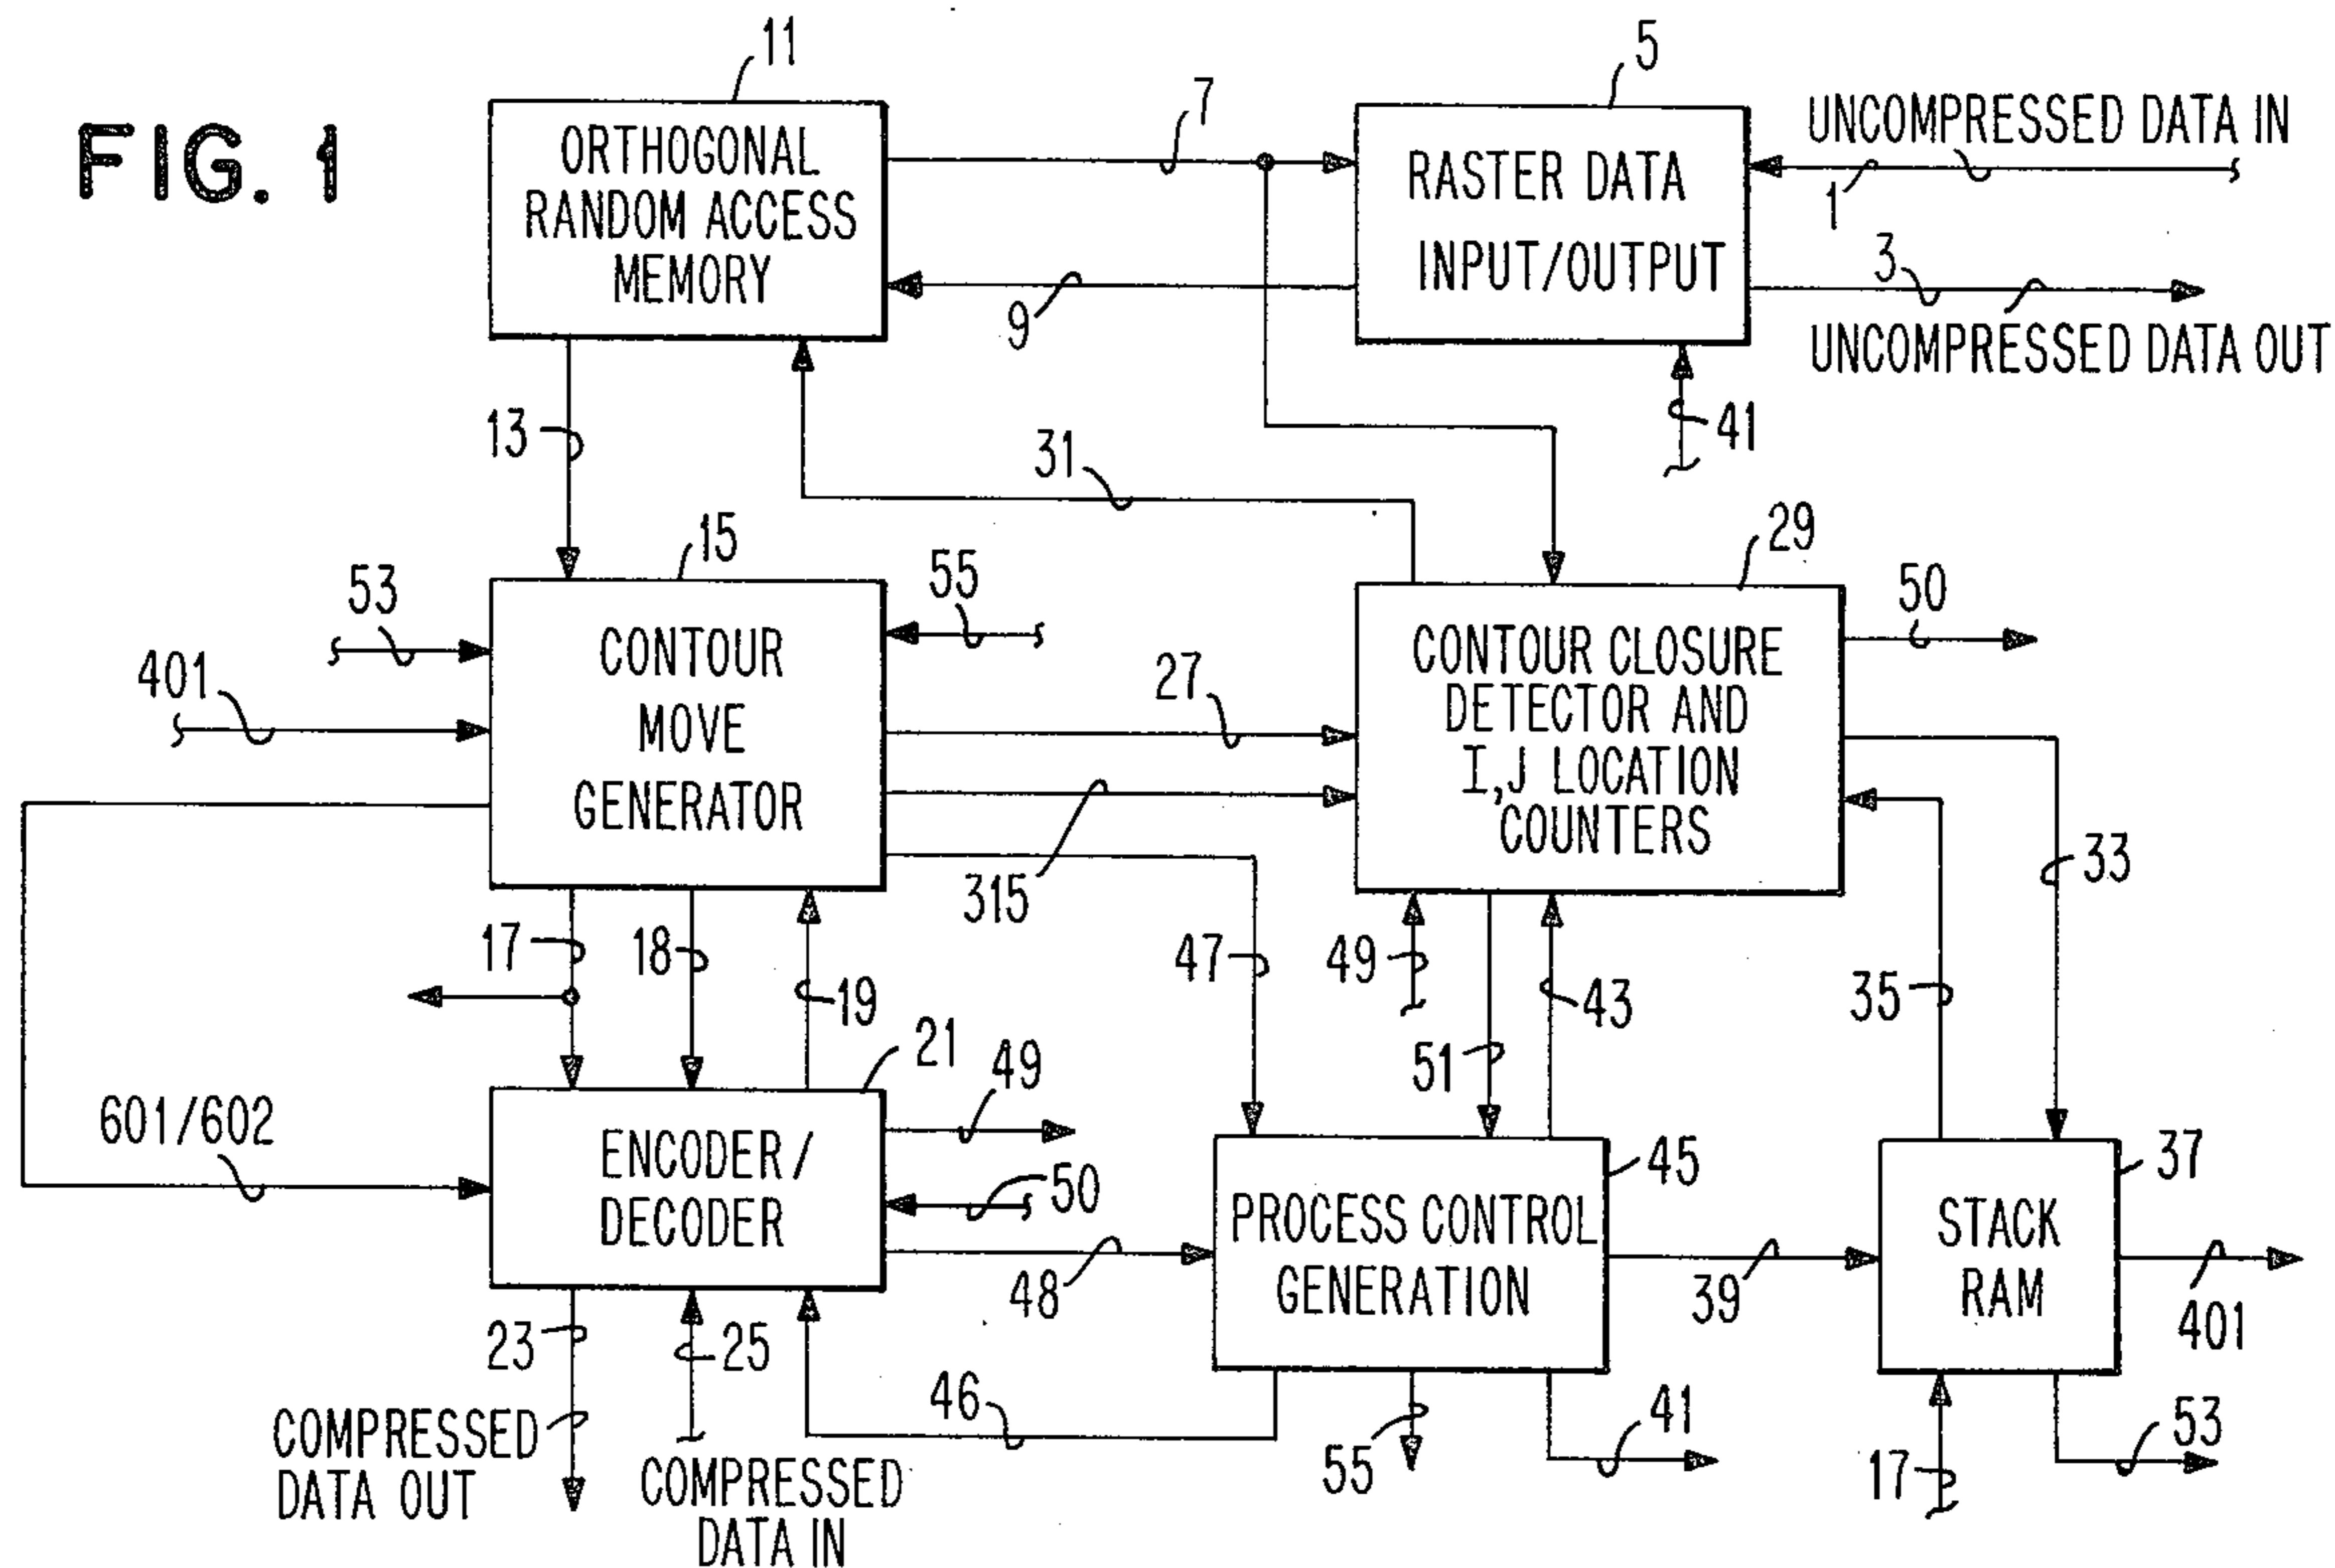 FIG. 1
11
ORTHOGONAL
RANDOM ACCESS
MEMORY
7
9
5
RASTER DATA
INPUT/OUTPUT
UNCOMPRESSED DATA IN
1
3
UNCOMPRESSED DATA OUT
41
13
31
53
401
15
CONTOUR
MOVE
GENERATOR
55
27
315
29
CONTOUR CLOSURE
DETECTOR AND
I,J LOCATION
COUNTERS
50
33
17
18
19
47
49
51
43
35
601/602
21
ENCODER/
DECODER
49
50
48
45
PROCESS CONTROL
GENERATION
39
37
STACK
RAM
401
23
25
46
55
41
17
53
COMPRESSED
DATA OUT
COMPRESSED
DATA IN